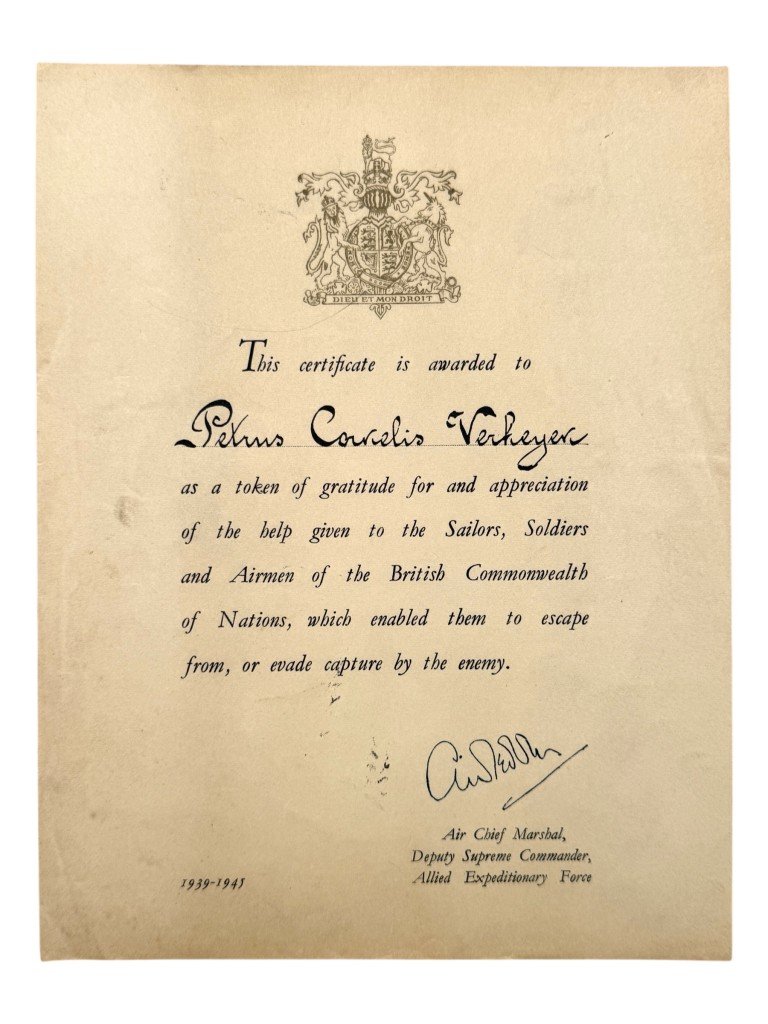 DIEU ET MON DROIT
This certificate is awarded to
Petrus Cornelis Verheyen
as a token of gratitude for and appreciation
of the help given to the Sailors, Soldiers
and Airmen of the British Commonwealth
of Nations, which enabled them to escape
from, or evade capture by the enemy.
Air Chief Marshal,
Deputy Supreme Commander,
Allied Expeditionary Force
1939-1945